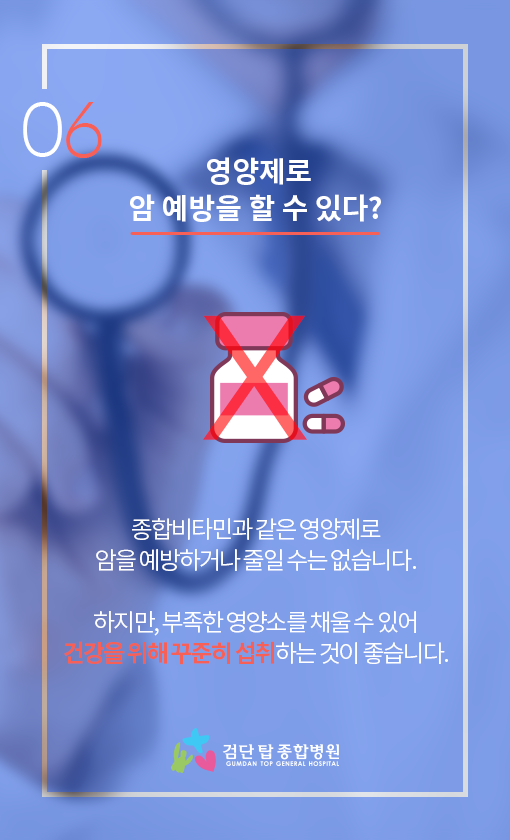 06
영양제로
암 예방을 할 수 있다?
종합비타민과 같은 영양제로
암을 예방하거나 줄일 수는 없습니다.
하지만, 부족한 영양소를 채울 수 있어
건강을 위해 꾸준히 섭취하는 것이 좋습니다.
검단 탑 종합병원
GUMDAN TOP GENERAL HOSPITAL